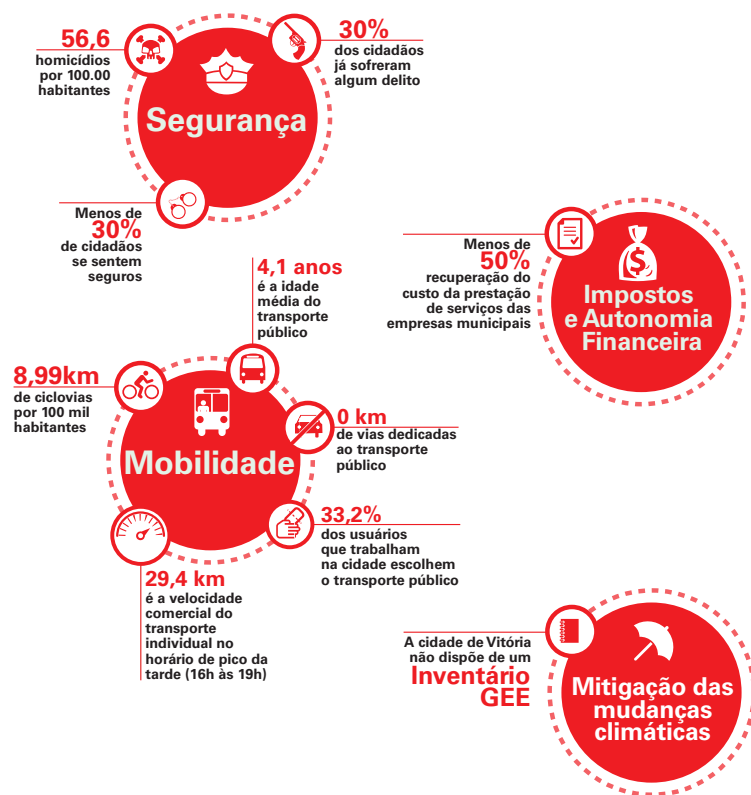 56,6
homicídios
por 100.00
habitantes
30%
dos cidadãos
já sofreram
algum delito
Segurança
Menos de
30%
de cidadãos
se sentem
seguros
Menos de
50%
recuperação do
custo da prestação
de serviços das
empresas municipais
$
Impostos
e Autonomia
Financeira
4,1 anos
é a idade
média do
transporte
público
8,99km
de ciclovias
por 100 mil
habitantes
0 km
de vias dedicadas
ao transporte
público
Mobilidade
33,2%
dos usuários
que trabalham
na cidade escolhem
o transporte público
29,4 km
é a velocidade
comercial do
transporte
individual no
horário de pico da
tarde (16h às 19h)
A cidade de Vitória
não dispõe de um
Inventário
GEE
Mitigação das
mudanças
climáticas